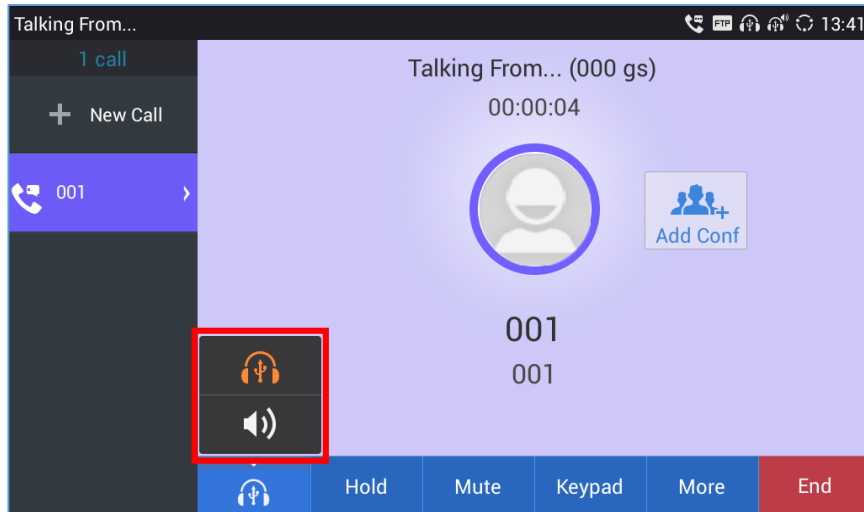 Talking From...
FTP
13:41
1 call
New Call
001
Talking From... (000 gs)
00:00:04
Add Conf
001
001
Hold
Mute
Keypad
More
End